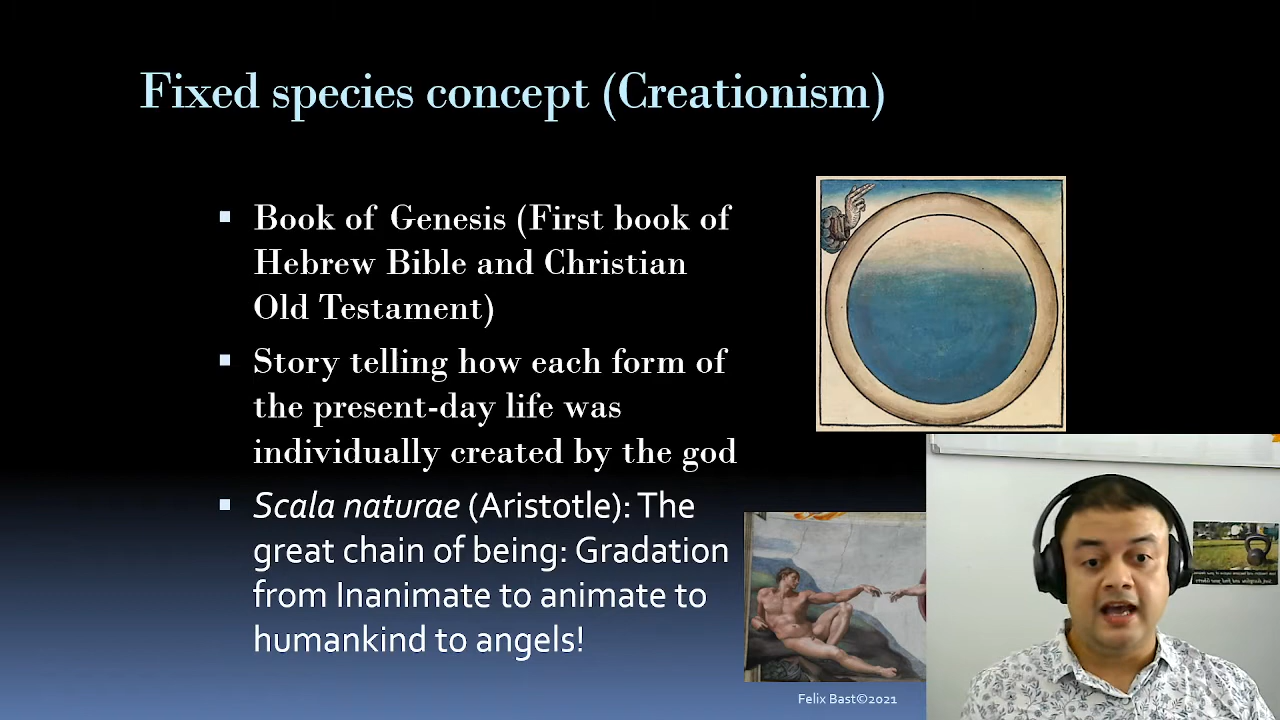 Fixed species concept (Creationism)
▪ Book of Genesis (First book of
Hebrew Bible and Christian
Old Testament)
▪ Story telling how each form of
the present-day life was
individually created by the god
▪ Scala naturae (Aristotle): The
great chain of being: Gradation
from Inanimate to animate to
humankind to angels!
Felix Bast©2021